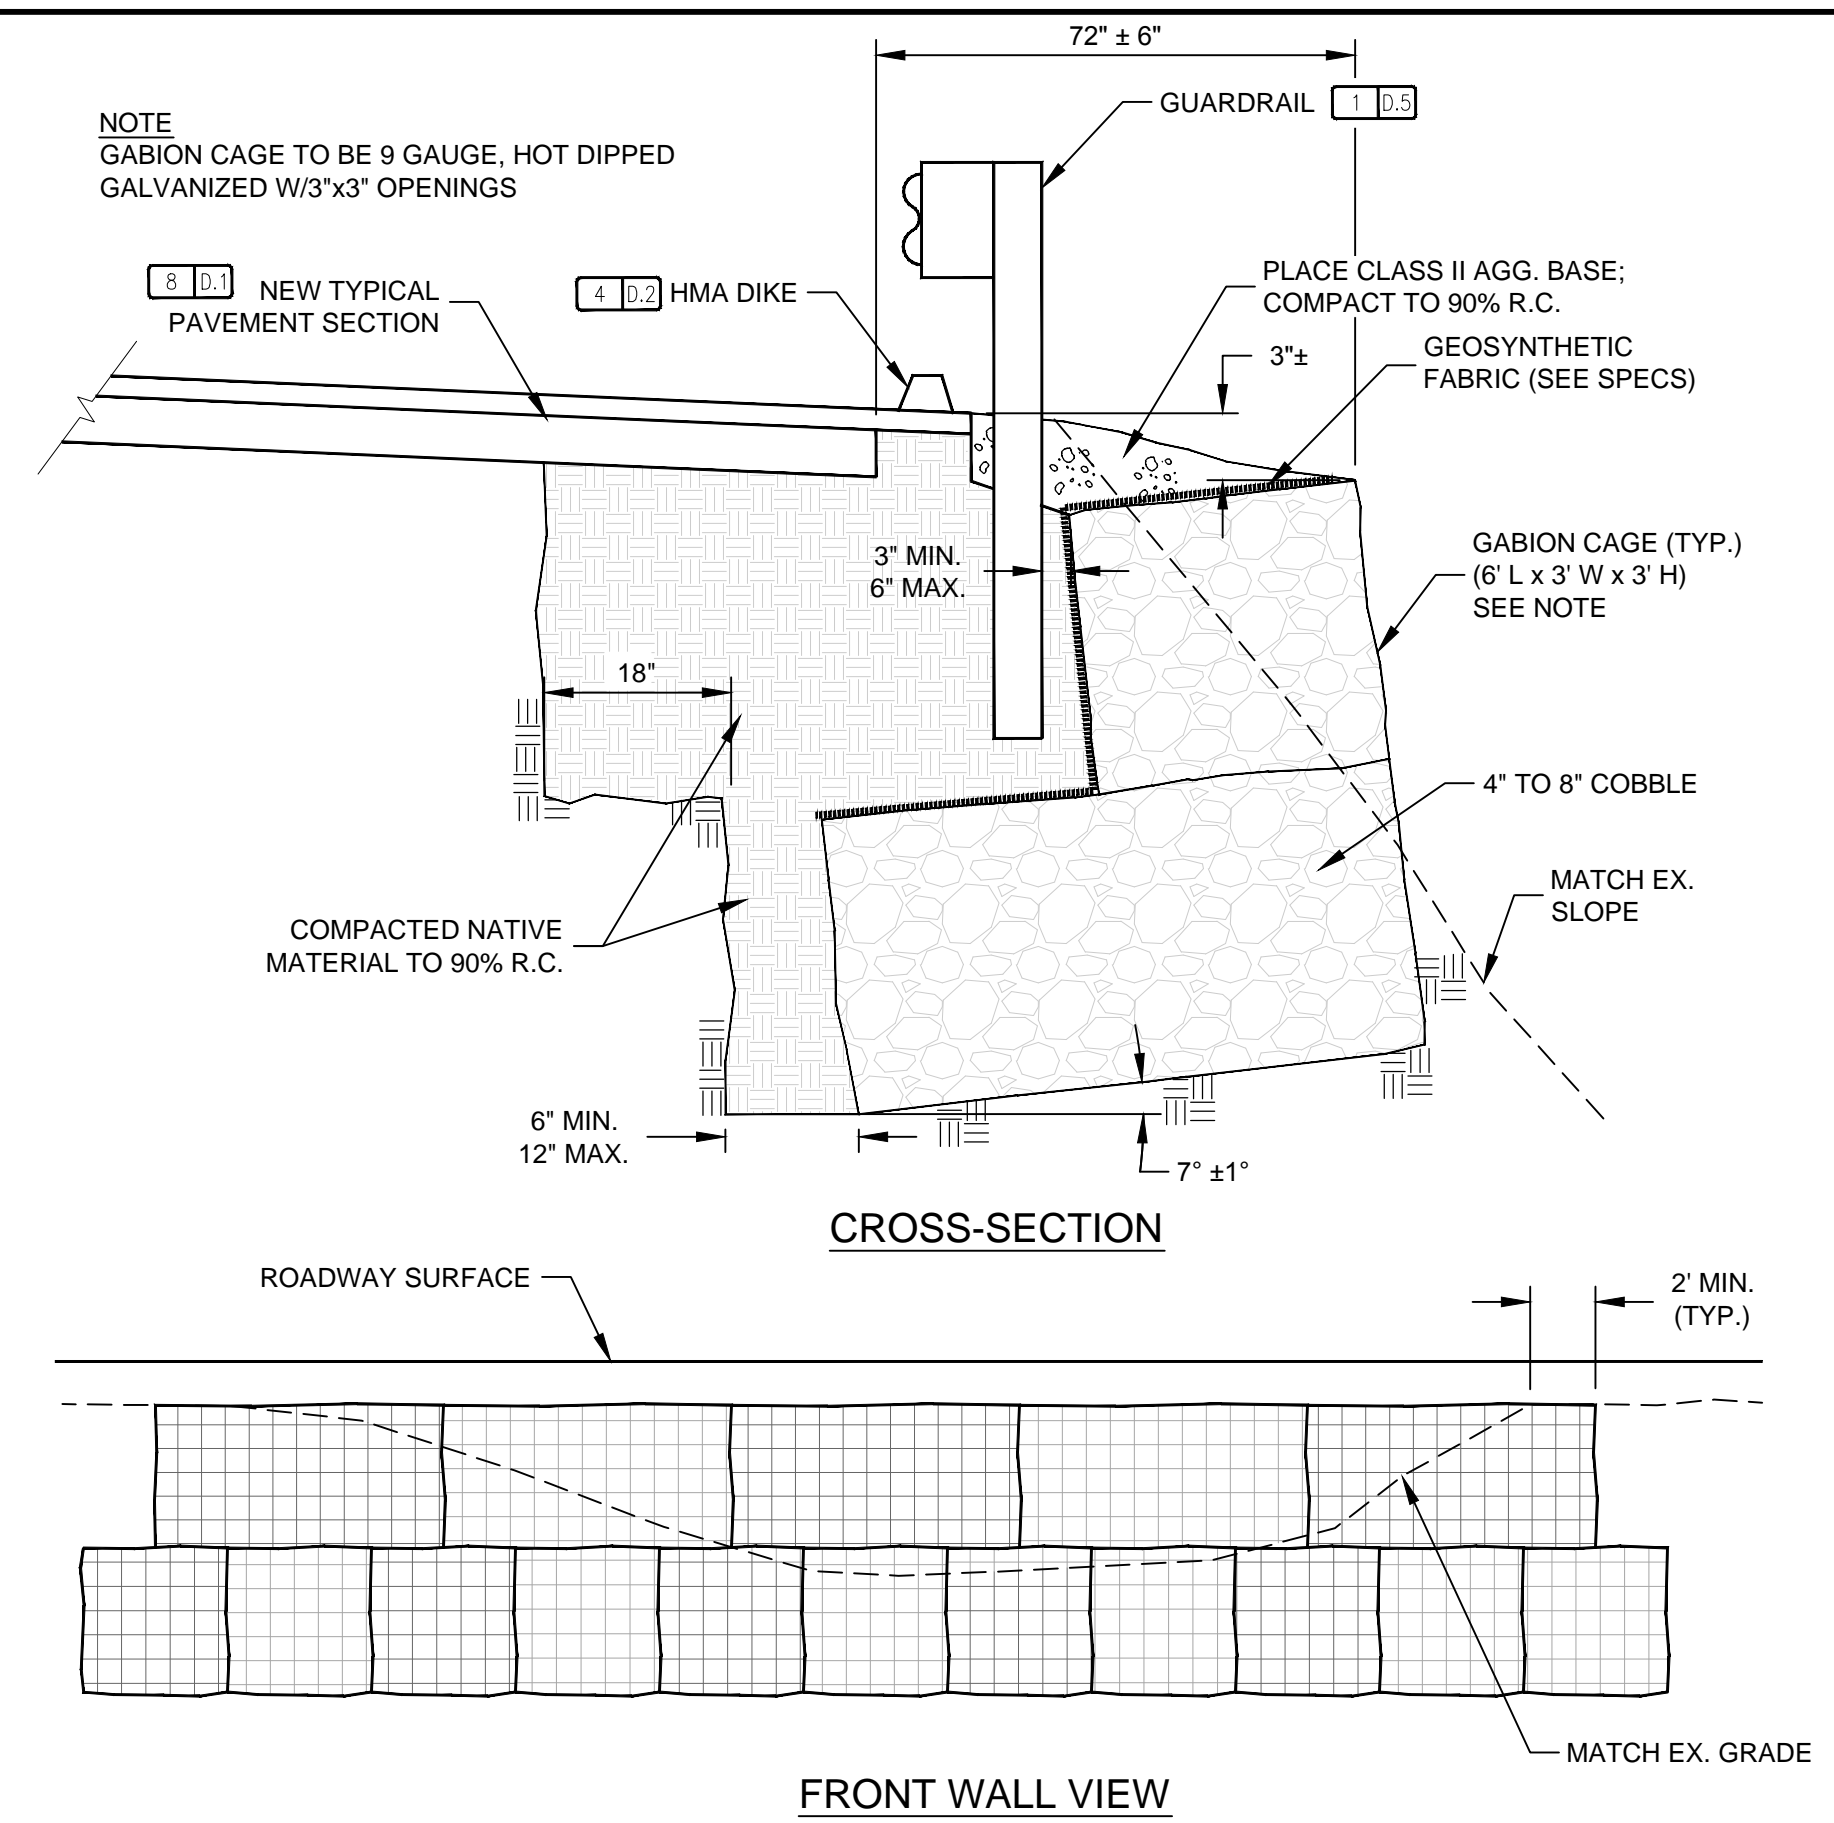 72" ± 6"
GUARDRAIL 1 D.5
NOTE
GABION CAGE TO BE 9 GAUGE, HOT DIPPED
GALVANIZED W/3"x3" OPENINGS
8 D.1 NEW TYPICAL
PAVEMENT SECTION
4 D.2 HMA DIKE
PLACE CLASS II AGG. BASE;
COMPACT TO 90% R.C.
3"±
GEOSYNTHETIC
FABRIC (SEE SPECS)
3" MIN.
6" MAX.
GABION CAGE (TYP.)
(6' L x 3' W x 3' H)
SEE NOTE
18"
4" TO 8" COBBLE
MATCH EX.
SLOPE
COMPACTED NATIVE
MATERIAL TO 90% R.C.
6" MIN.
12" MAX.
7° ±1°
CROSS-SECTION
ROADWAY SURFACE
2' MIN.
(TYP.)
MATCH EX. GRADE
FRONT WALL VIEW